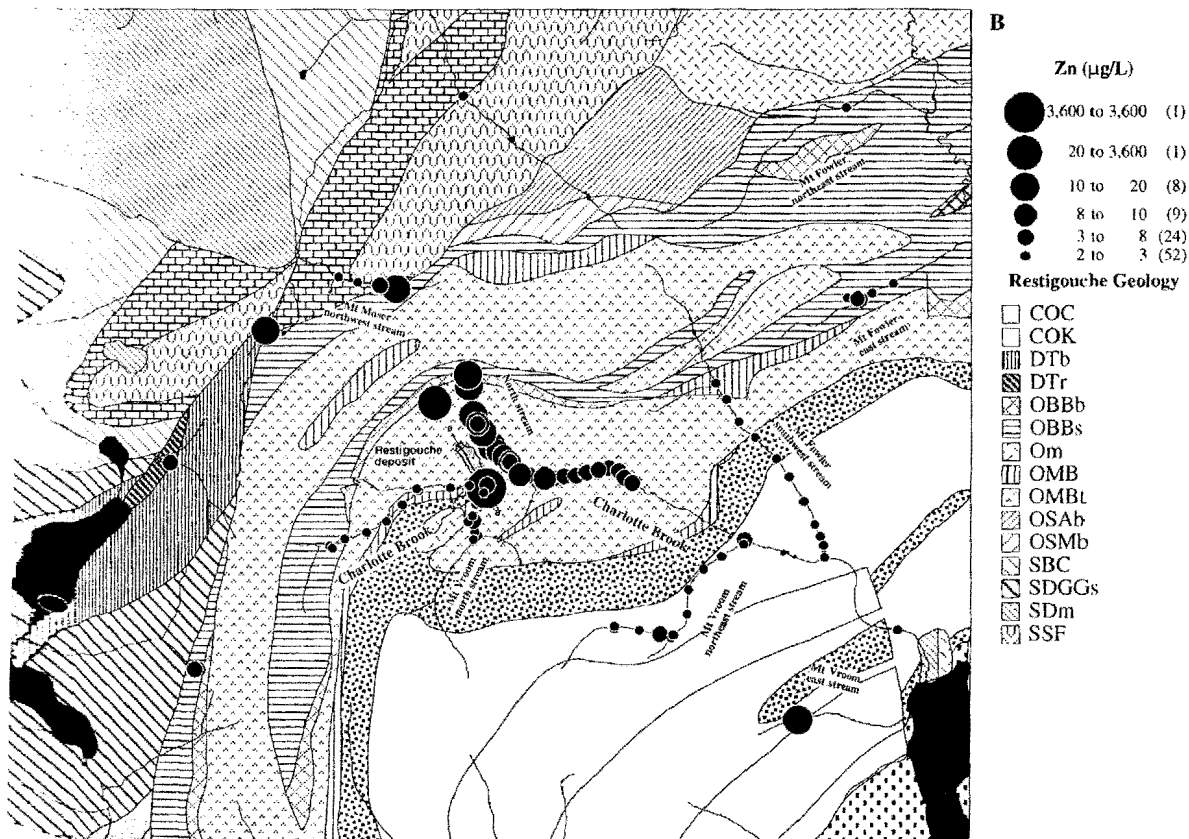 B
Zn (µg/L)
3,600 to 3,600 (1)
20 to 3,600 (1)
10 to 20 (8)
8 to 10 (9)
3 to 8 (24)
2 to 3 (52)
Restigouche Geology
COC
COK
DTb
DTr
OBBb
OBBs
Om
OMB
OMBt
OSAb
OSMb
SBC
SDGGs
SDm
SSF
Mt Fowler
northeast stream
Mt Moser
northwest stream
Mt Fowler
east stream
North stream
Restigouche
deposit
Mt Fowler
southwest stream
Charlotte Brook
Charlotte Brook
Mt Vroom
north stream
Mt Vroom
northeast stream
Mt Vroom
east stream